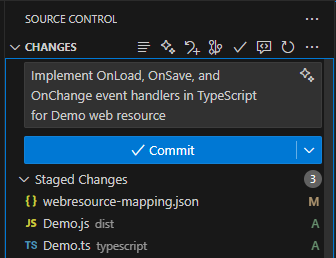 SOURCE CONTROL
CHANGES
Implement OnLoad, OnSave, and
OnChange event handlers in TypeScript
for Demo web resource
Commit
Staged Changes 3
{} webresource-mapping.json M
JS Demo.js dist A
TS Demo.ts typescript A